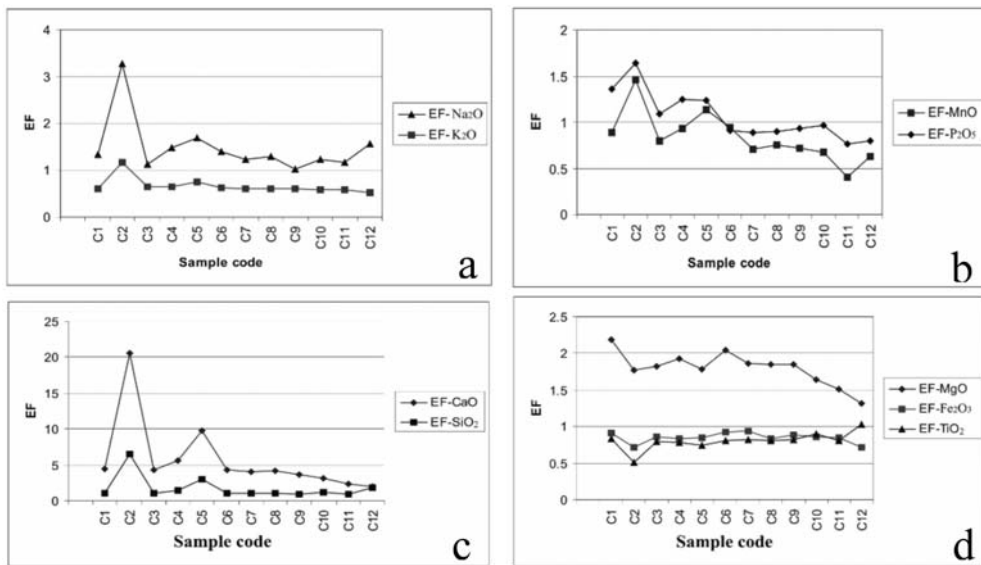 4
3
2
1
0
EF
C1 C2 C3 C4 C5 C6 C7 C8 C9 C10 C11 C12
Sample code
EF-Na₂O
EF-K₂O
a
2
1.5
1
0.5
0
EF
C1 C2 C3 C4 C5 C6 C7 C8 C9 C10 C11 C12
Sample code
EF-MnO
EF-P₂O₅
b
25
20
15
10
5
0
EF
C1 C2 C3 C4 C5 C6 C7 C8 C9 C10 C11 C12
Sample code
EF-CaO
EF-SiO₂
c
2.5
2
1.5
1
0.5
0
EF
C1 C2 C3 C4 C5 C6 C7 C8 C9 C10 C11 C12
Sample code
EF-MgO
EF-Fe₂O₃
EF-TiO₂
d